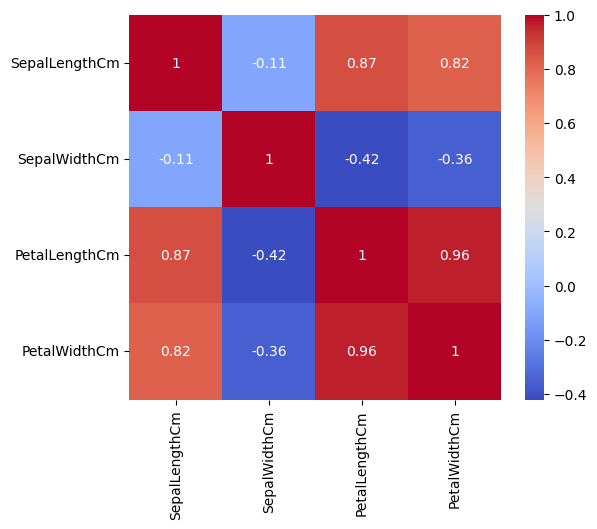 SepalLengthCm 1 -0.11 0.87 0.82
SepalWidthCm -0.11 1 -0.42 -0.36
PetalLengthCm 0.87 -0.42 1 0.96
PetalWidthCm 0.82 -0.36 0.96 1
SepalLengthCm
SepalWidthCm
PetalLengthCm
PetalWidthCm
1.0
0.8
0.6
0.4
0.2
0.0
−0.2
−0.4